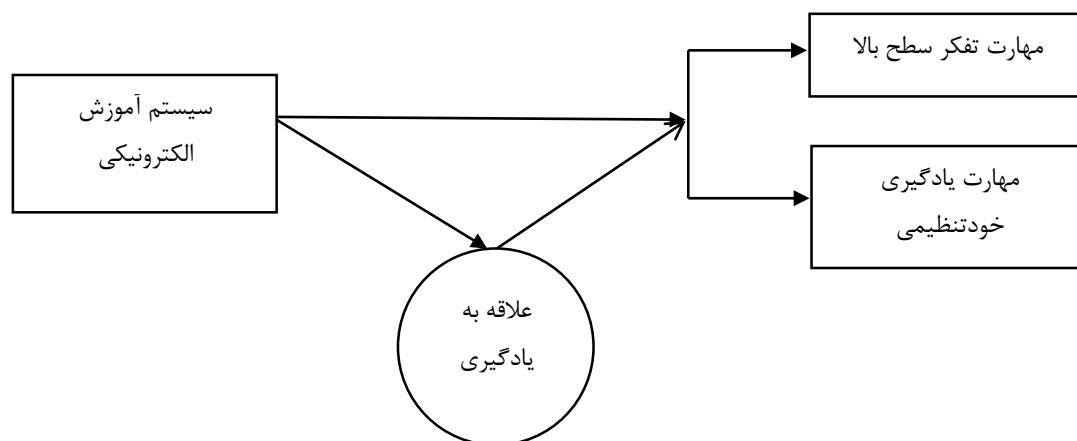 مهارت تفکر سطح بالا
سیستم آموزش
الکترونیکی
مهارت یادگیری
خودتنظیمی
علاقه به
یادگیری